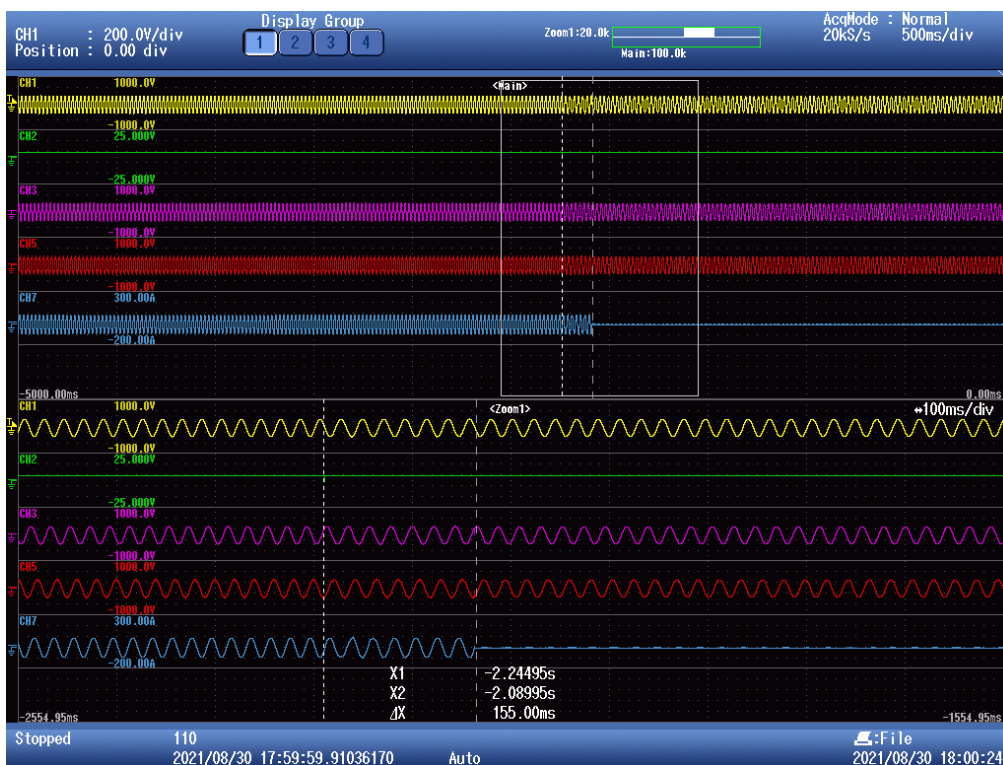 CH1 : 200.0V/div
Position : 0.00 div
Display Group
1 2 3 4
Zoom1:20.0k
Main:100.0k
AcqMode : Normal
20kS/s 500ms/div
CH1 1000.0V <Main>
-1000.0V
CH2 25.000V
-25.000V
CH3 1000.0V
-1000.0V
CH5 1000.0V
-1000.0V
CH7 300.00A
-200.00A
-5000.00ms 0.00ms
CH1 1000.0V <Zoom1> ↔100ms/div
-1000.0V
CH2 25.000V
-25.000V
CH3 1000.0V
-1000.0V
CH5 1000.0V
-1000.0V
CH7 300.00A
-200.00A
X1 -2.24495s
X2 -2.08995s
⊿X 155.00ms
-2554.95ms -1554.95ms
Stopped 110 :File
2021/08/30 17:59:59.91036170 Auto 2021/08/30 18:00:24